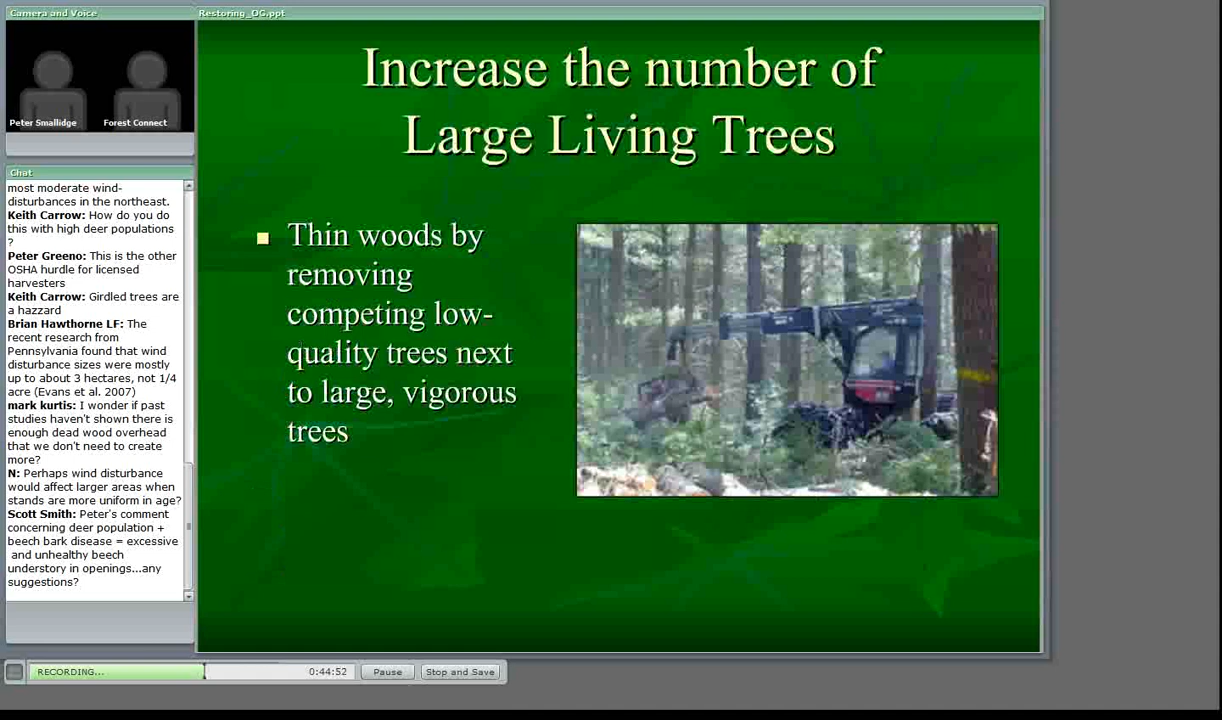 Camera and Voice
Restoring_OG.ppt
Peter Smallidge
Forest Connect
Chat
most moderate wind-
disturbances in the northeast.
Keith Carrow: How do you do
this with high deer populations
?
Peter Greno: This is the other
OSHA hurdle for licensed
harvesters
Keith Carrow: Girdled trees are
a hazzard
Brian Hawthorne LF: The
recent research from
Pennsylvania found that wind
disturbance sizes were mostly
up to about 3 hectares, not 1/4
acre (Evans et al. 2007)
mark kurtis: I wonder if past
studies haven't shown there is
enough dead wood overhead
that we don't need to create
more?
N: Perhaps wind disturbance
would affect larger areas when
stands are more uniform in age?
Scott Smith: Peter's comment
concerning deer population +
beech bark disease = excessive
and unhealthy beech
understory in openings...any
suggestions?
Increase the number of
Large Living Trees
Thin woods by
removing
competing low-
quality trees next
to large, vigorous
trees
RECORDING...
0:44:52
Pause
Stop and Save